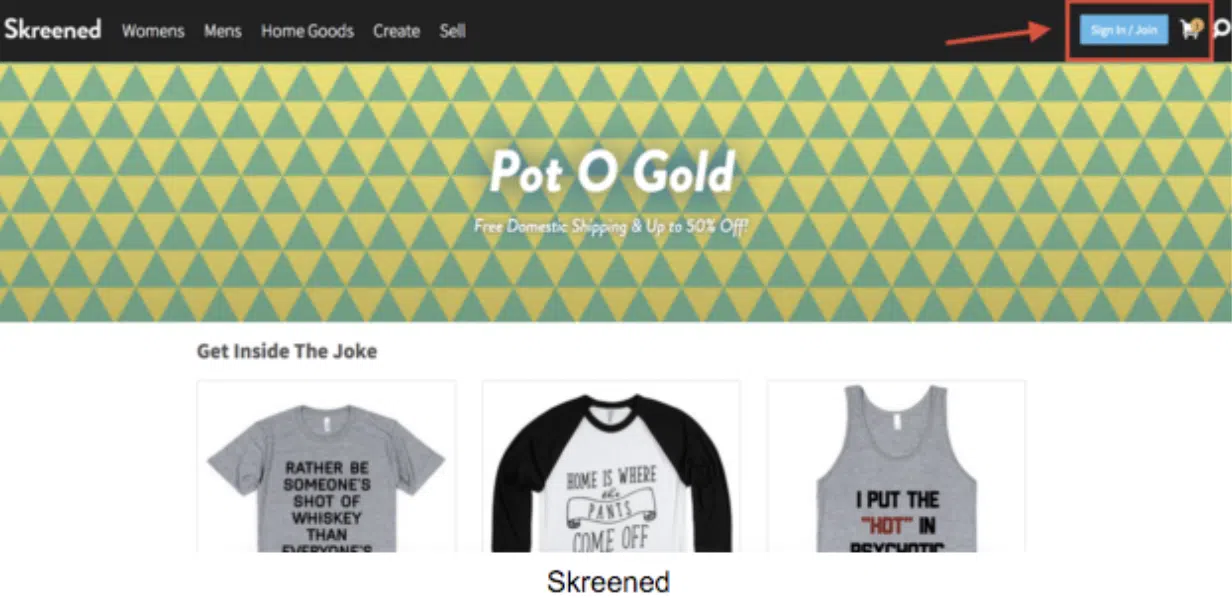 Skreened Womens Mens Home Goods Create Sell Sign In / Join
Pot O Gold
Free Domestic Shipping & Up to 50% Off!
Get Inside The Joke
RATHER BE
SOMEONE'S
SHOT OF
WHISKEY
THAN
EVERYONE'S
HOME IS WHERE
the
PANTS
COME OFF
I PUT THE
"HOT" IN
PSYCHOTIC
Skreened